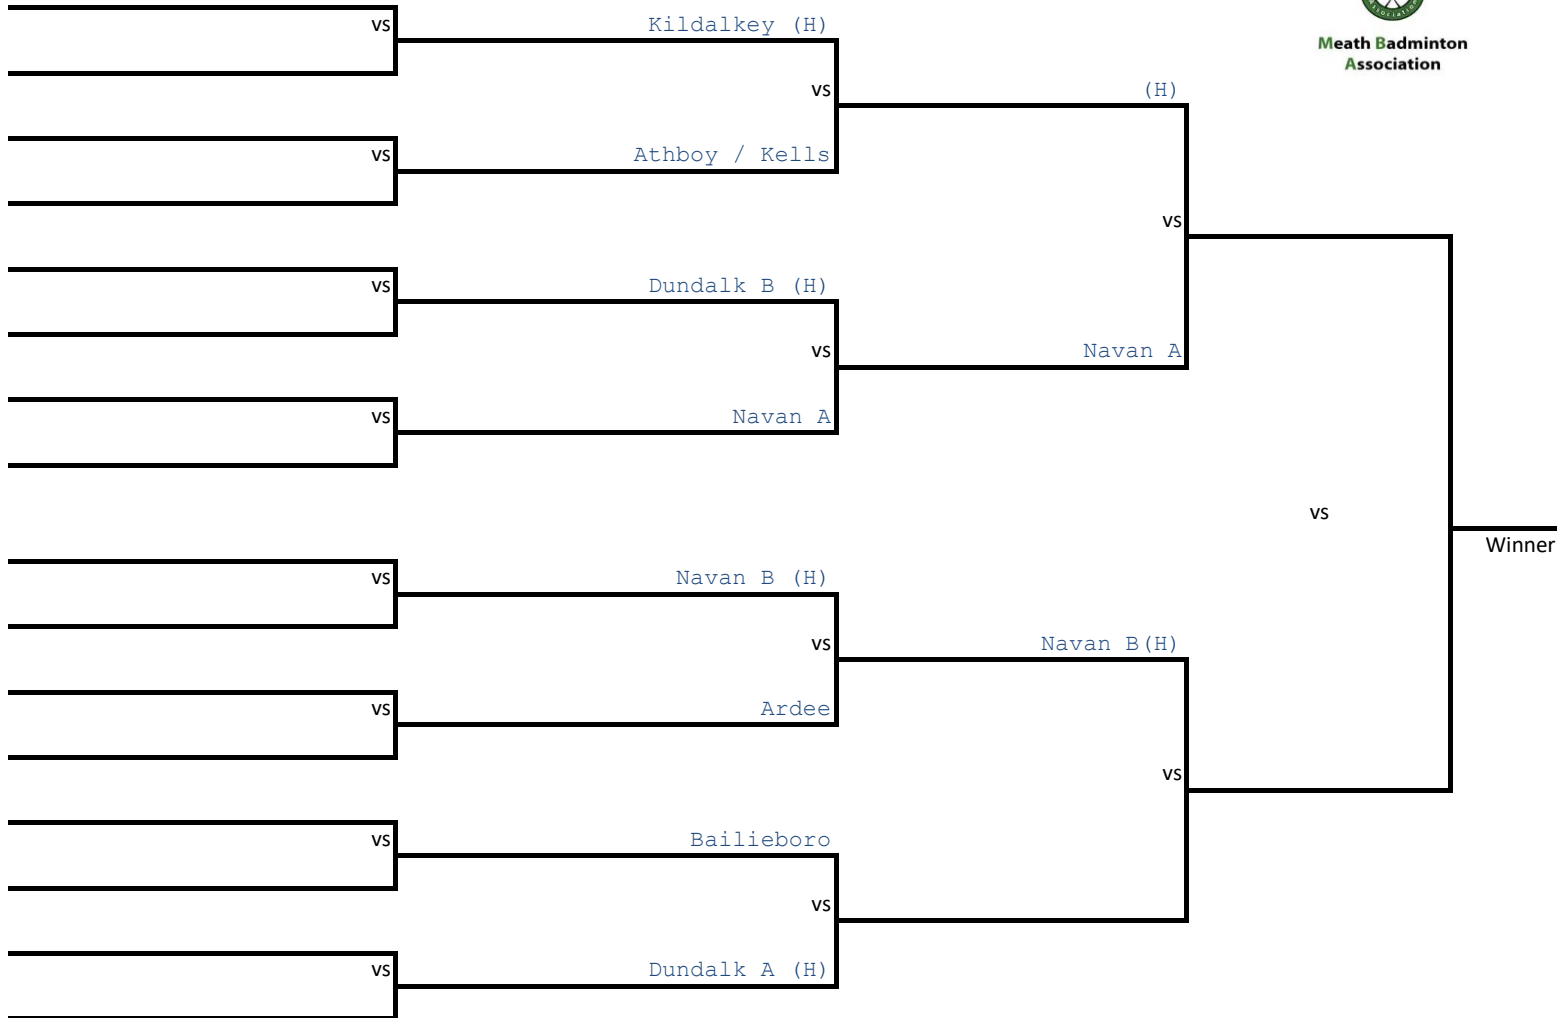 Association
Meath Badminton
Association
vs
Kildalkey (H)
vs
(H)
vs
Athboy / Kells
vs
vs
Dundalk B (H)
vs
Navan A
vs
Navan A
vs
Winner
vs
Navan B (H)
vs
Navan B(H)
vs
Ardee
vs
vs
Bailieboro
vs
vs
Dundalk A (H)